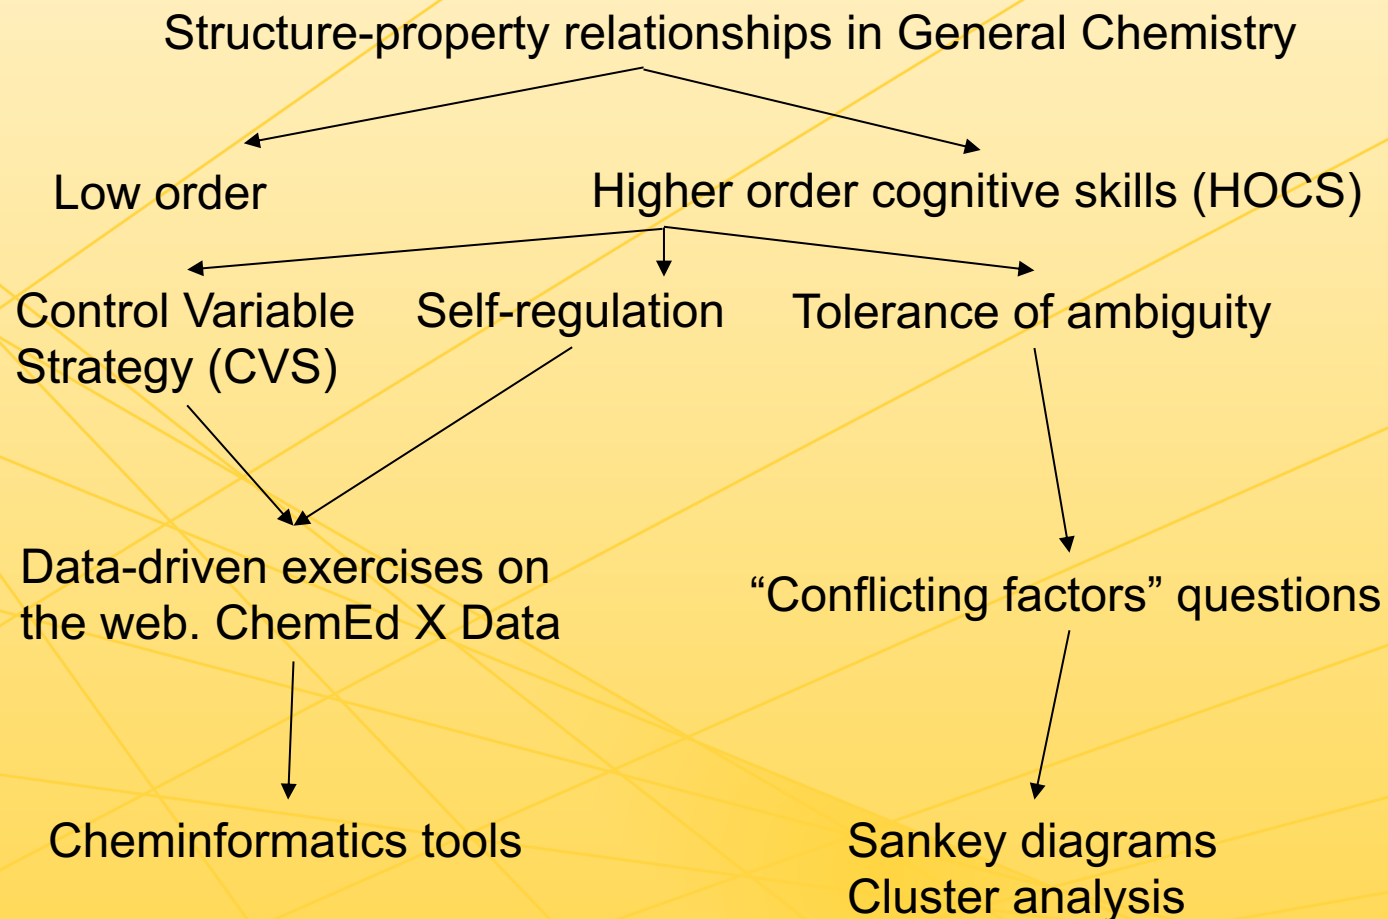 Structure-property relationships in General Chemistry
Low order
Higher order cognitive skills (HOCS)
Control Variable
Strategy (CVS)
Self-regulation
Tolerance of ambiguity
Data-driven exercises on
the web. ChemEd X Data
“Conflicting factors” questions
Cheminformatics tools
Sankey diagrams
Cluster analysis